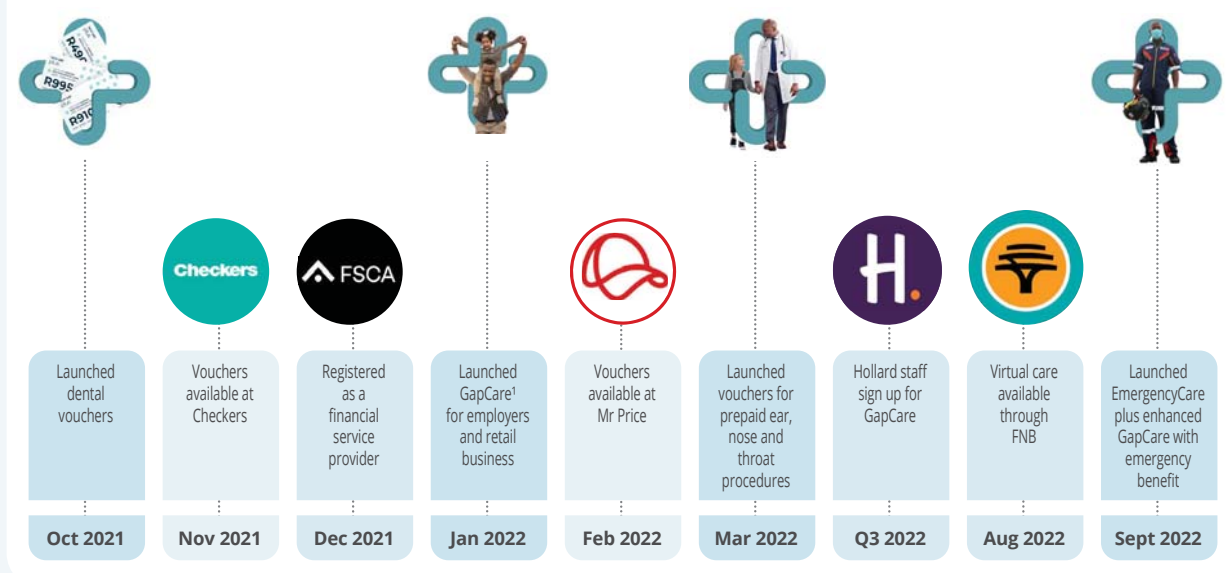 R490
R995
R910
Checkers
FSCA
H.
Launched
dental
vouchers
Vouchers
available at
Checkers
Registered
as a
financial
service
provider
Launched
GapCare¹
for employers
and retail
business
Vouchers
available at
Mr Price
Launched
vouchers for
prepaid ear,
nose and
throat
procedures
Hollard staff
sign up for
GapCare
Virtual care
available
through
FNB
Launched
EmergencyCare
plus enhanced
GapCare with
emergency
benefit
Oct 2021
Nov 2021
Dec 2021
Jan 2022
Feb 2022
Mar 2022
Q3 2022
Aug 2022
Sept 2022